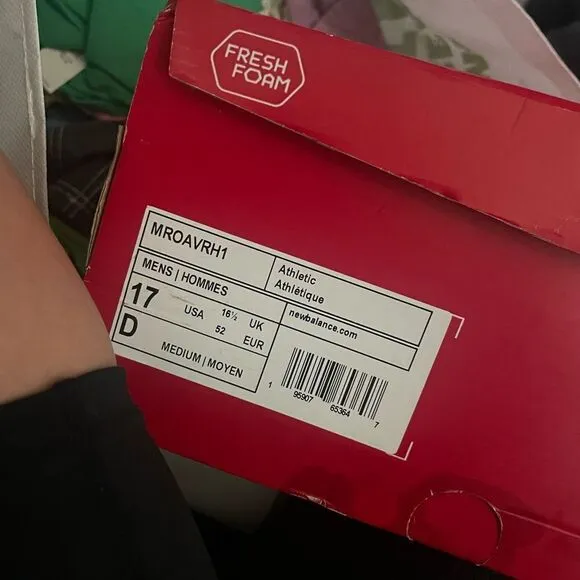 FRESH
FOAM
MROAVRH1
Athletic
Athlétique
MENS | HOMMES
17 USA 16½ UK
52 EUR
D MEDIUM | MOYEN
newbalance.com
1 95907 65364 7